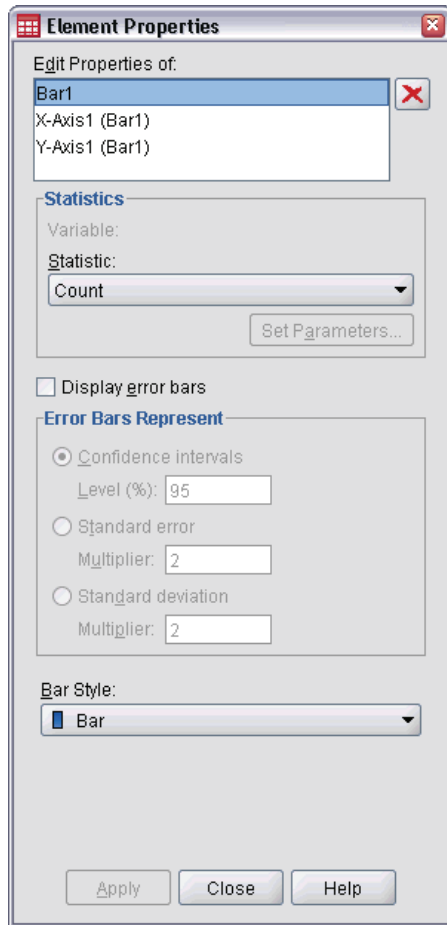 Element Properties
Edit Properties of:
Bar1
X-Axis1 (Bar1)
Y-Axis1 (Bar1)
Statistics
Variable:
Statistic:
Count
Set Parameters...
Display error bars
Error Bars Represent
Confidence intervals
Level (%): 95
Standard error
Multiplier: 2
Standard deviation
Multiplier: 2
Bar Style:
Bar
Apply Close Help